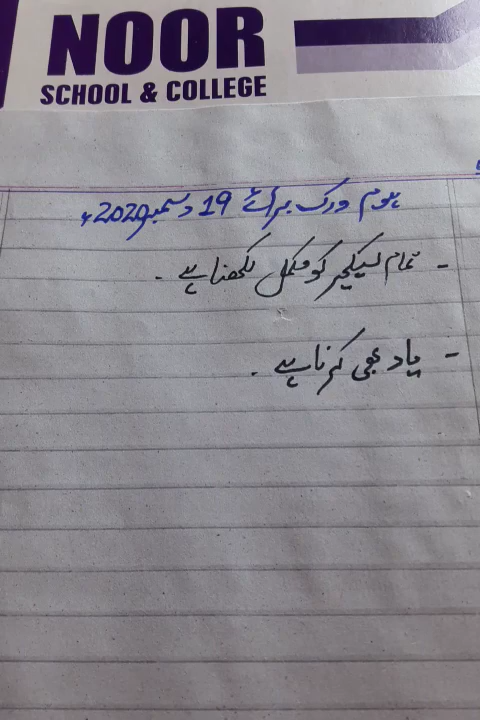 NOOR
SCHOOL & COLLEGE
ہوم ورک برائے 19 دسمبر 2020ء
- تمام لیکچر کو مکمل لکھنا ہے۔
- یاد بھی کرنا ہے۔